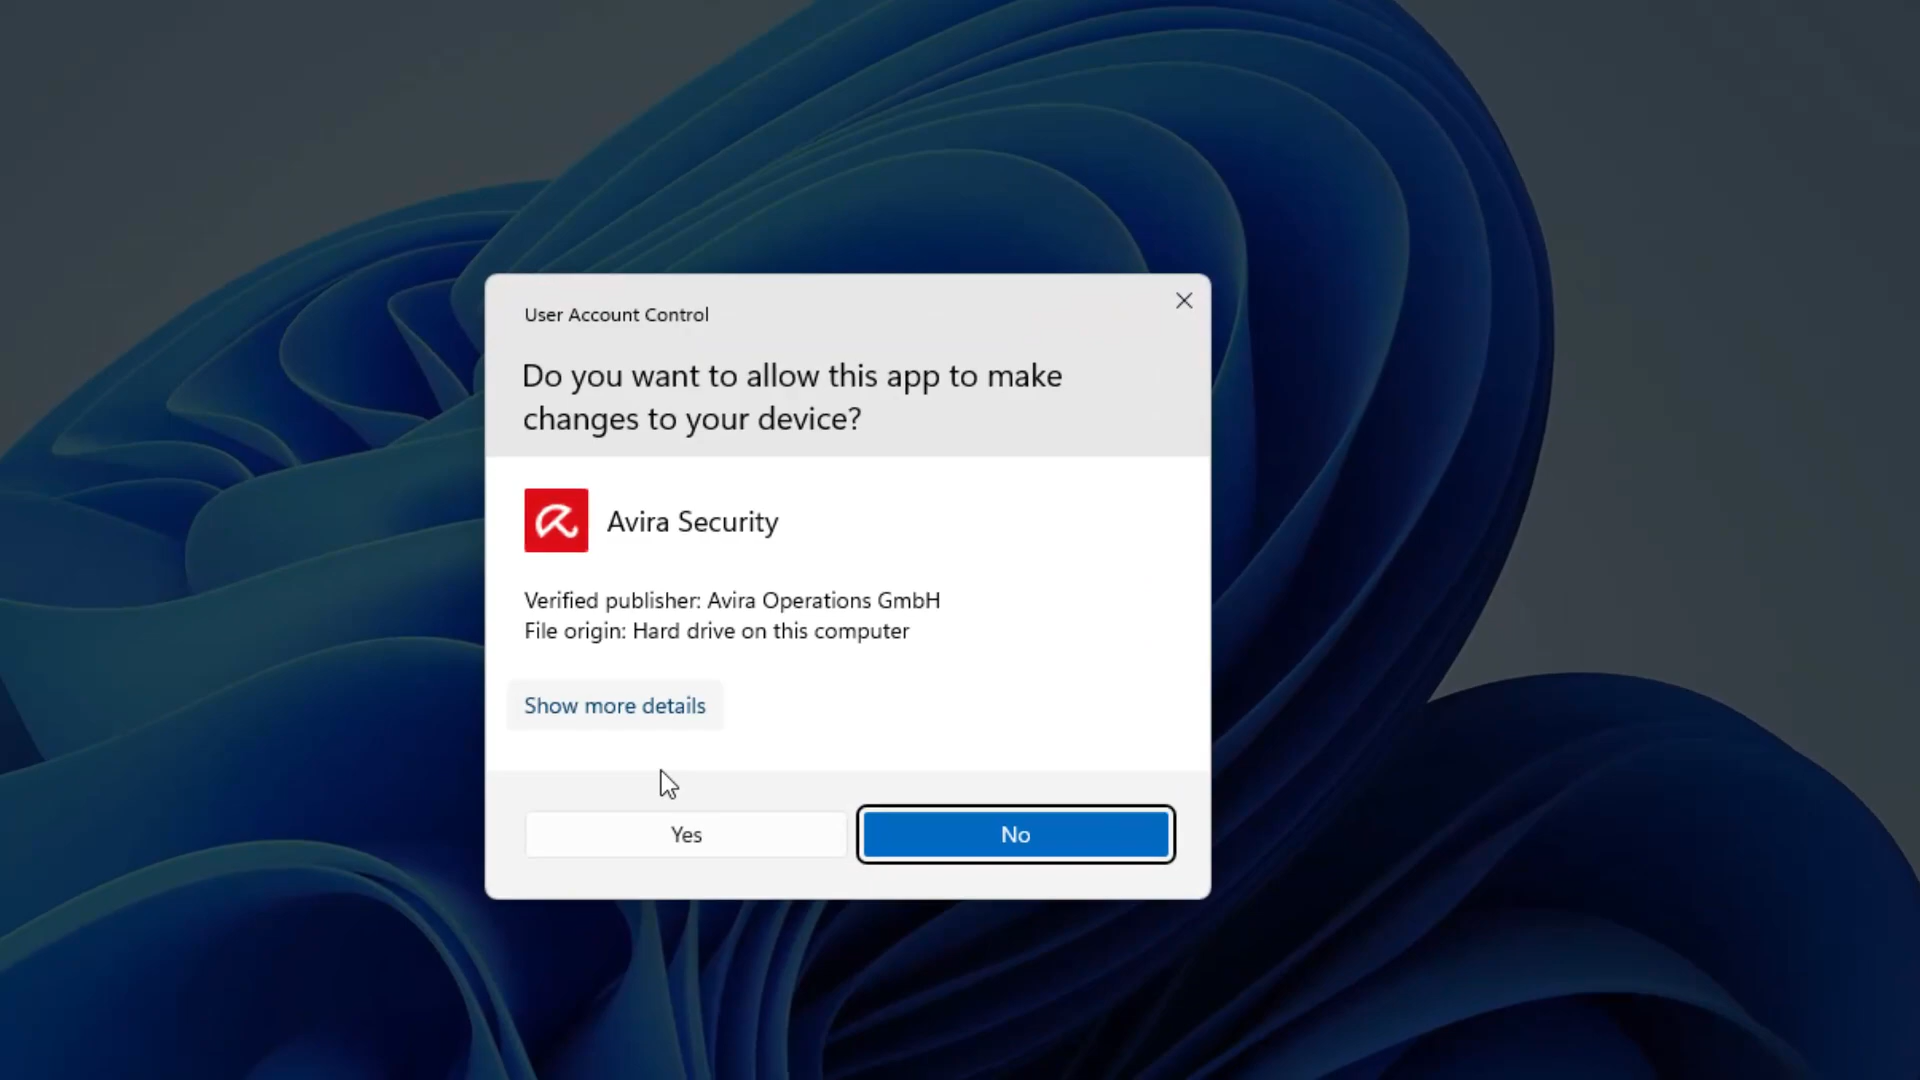 User Account Control
Do you want to allow this app to make
changes to your device?
Avira Security
Verified publisher: Avira Operations GmbH
File origin: Hard drive on this computer
Show more details
Yes
No